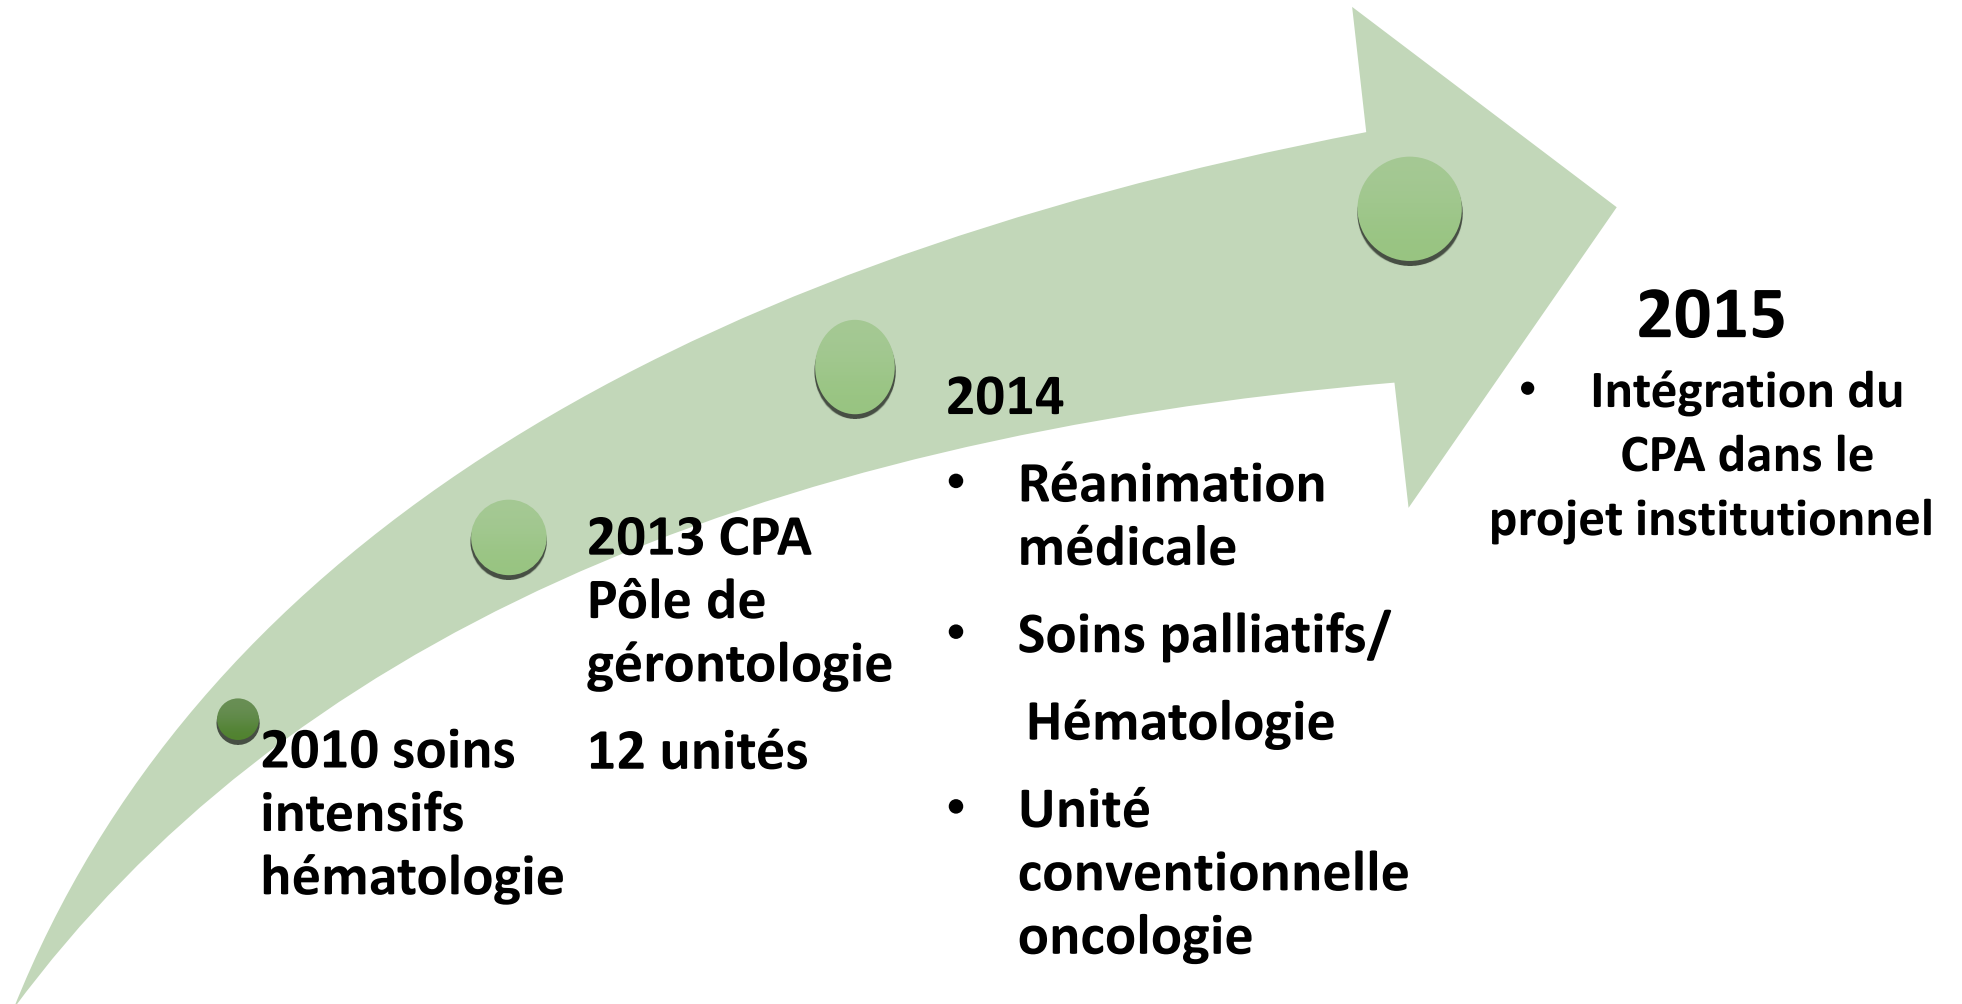 2010 soins
intensifs
hématologie
2013 CPA
Pôle de
gérontologie
12 unités
2014
• Réanimation
médicale
• Soins palliatifs/
Hématologie
• Unité
conventionnelle
oncologie
2015
• Intégration du
CPA dans le
projet institutionnel